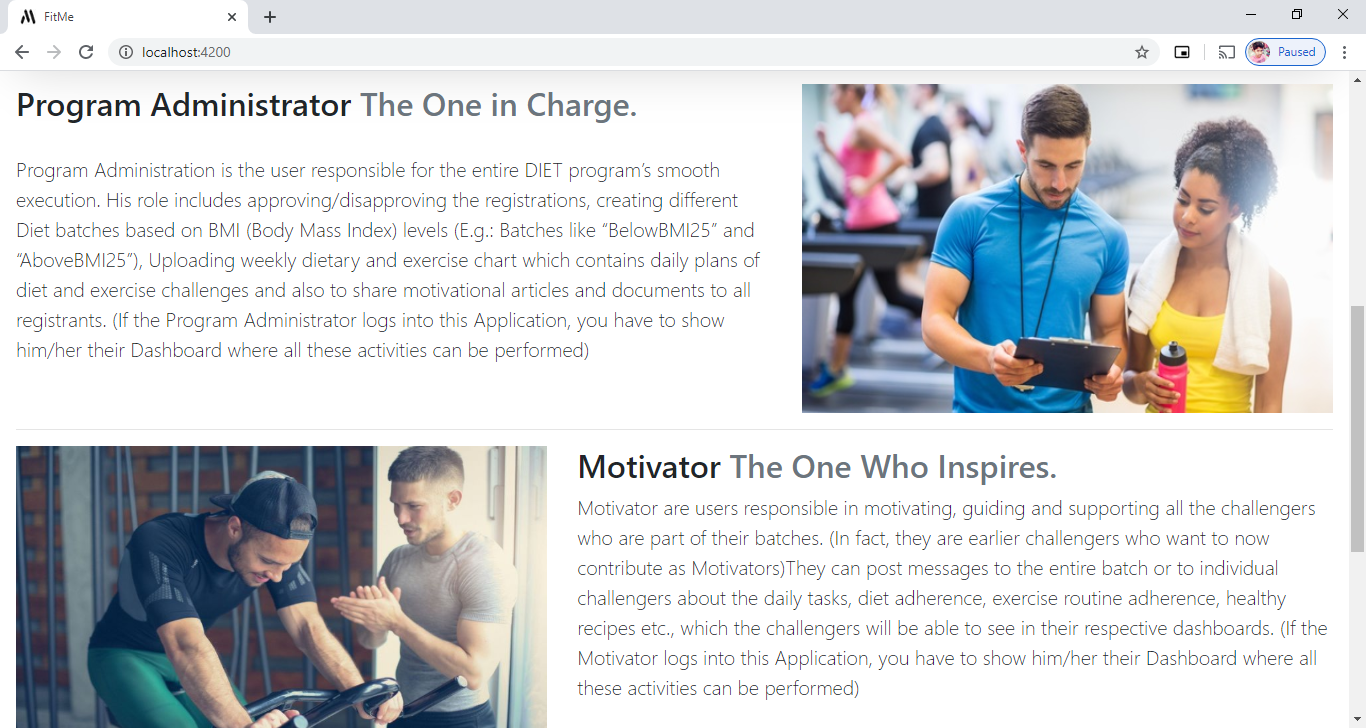 FitMe
localhost:4200
Paused
Program Administrator The One in Charge.
Program Administration is the user responsible for the entire DIET program’s smooth
execution. His role includes approving/disapproving the registrations, creating different
Diet batches based on BMI (Body Mass Index) levels (E.g.: Batches like “BelowBMI25” and
“AboveBMI25”), Uploading weekly dietary and exercise chart which contains daily plans of
diet and exercise challenges and also to share motivational articles and documents to all
registrants. (If the Program Administrator logs into this Application, you have to show
him/her their Dashboard where all these activities can be performed)
Motivator The One Who Inspires.
Motivator are users responsible in motivating, guiding and supporting all the challengers
who are part of their batches. (In fact, they are earlier challengers who want to now
contribute as Motivators)They can post messages to the entire batch or to individual
challengers about the daily tasks, diet adherence, exercise routine adherence, healthy
recipes etc., which the challengers will be able to see in their respective dashboards. (If the
Motivator logs into this Application, you have to show him/her their Dashboard where all
these activities can be performed)